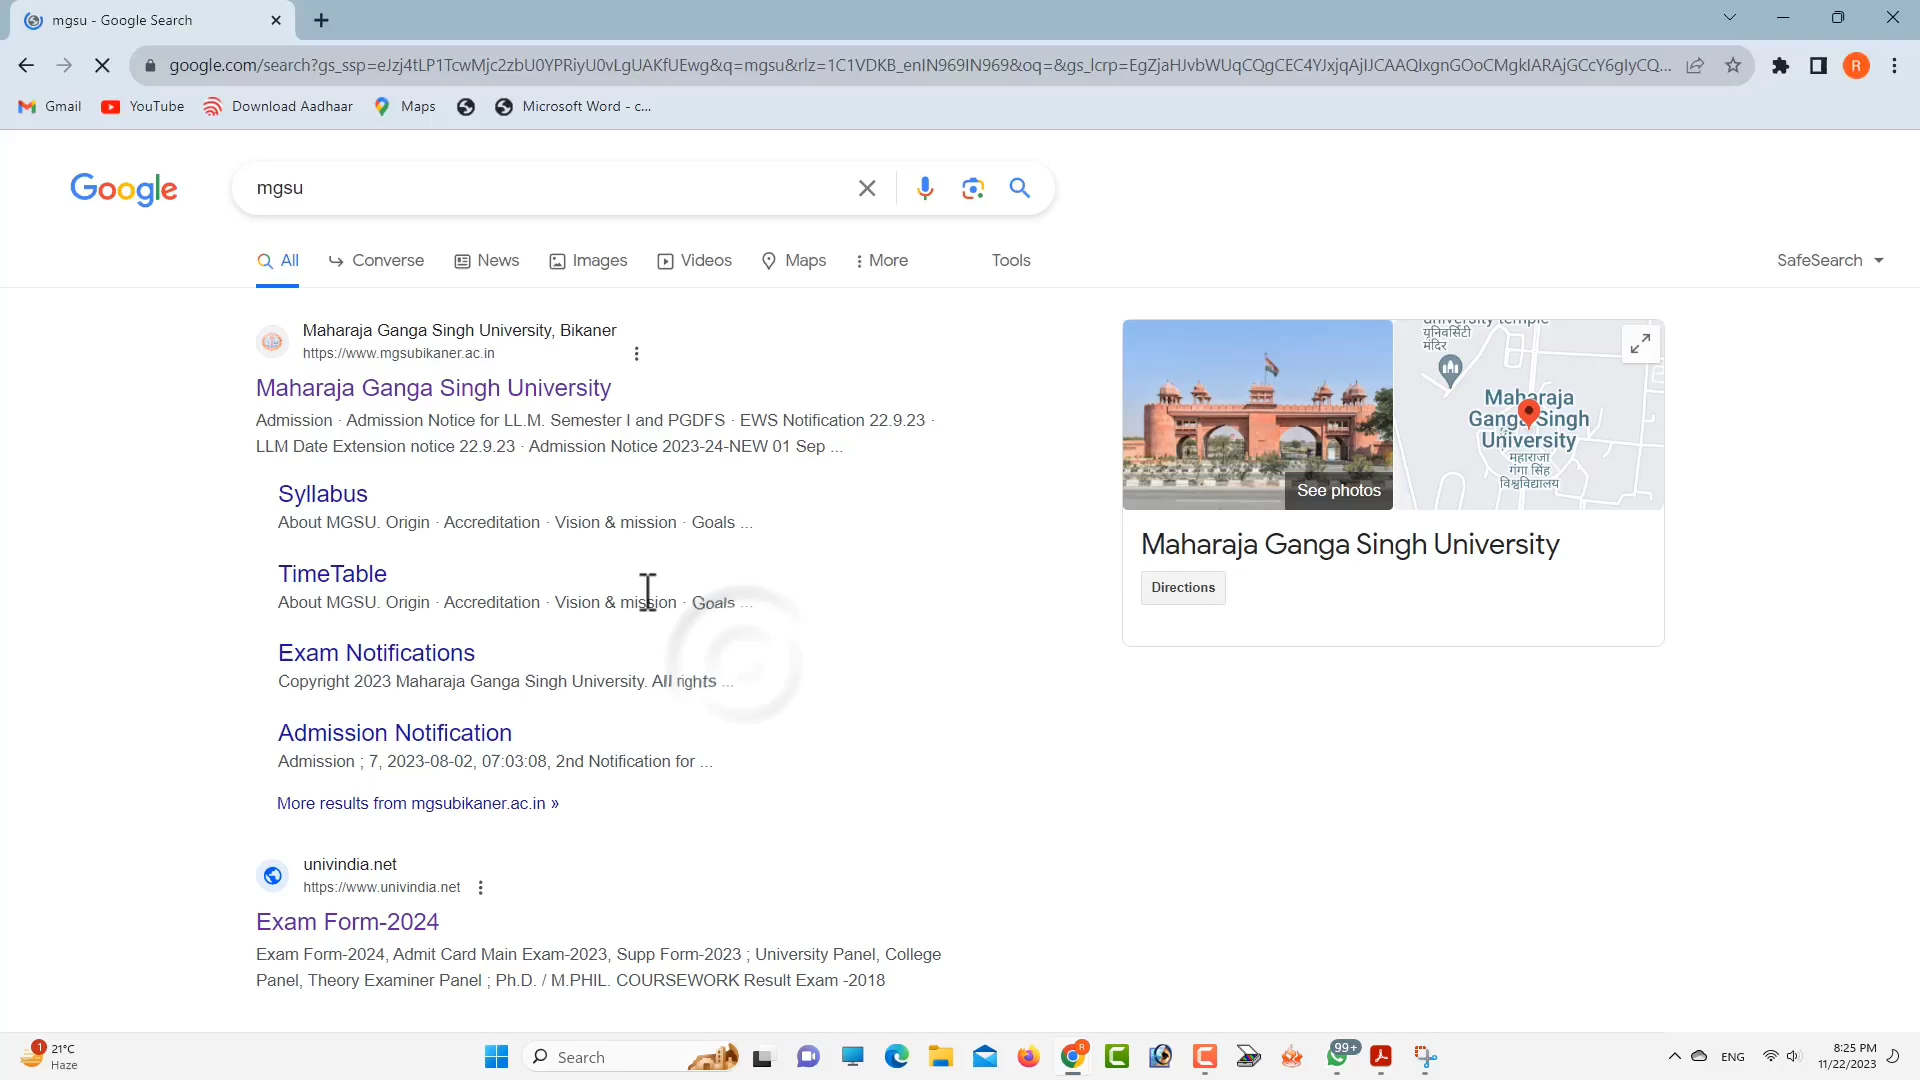 mgsu - Google Search
google.com/search?gs_ssp=eJzj4tLP1TcwMjc2zbU0YPRiyU0vLgUAKfUEwg&q=mgsu&rlz=1C1VDKB_enIN969IN969&oq=&gs_lcrp=EgZjaHJvbWUqCQgCEC4YJxjqAjIJCAAQIxgnGOoCMgkIARAjGCcY6gIyCQ...
Gmail YouTube Download Aadhaar Maps Microsoft Word - c...
Google mgsu
All Converse News Images Videos Maps More Tools SafeSearch
Maharaja Ganga Singh University, Bikaner
https://www.mgsubikaner.ac.in
Maharaja Ganga Singh University
Admission · Admission Notice for LL.M. Semester I and PGDFS · EWS Notification 22.9.23 ·
LLM Date Extension notice 22.9.23 · Admission Notice 2023-24-NEW 01 Sep ...
Syllabus
About MGSU. Origin · Accreditation · Vision & mission · Goals ...
TimeTable
About MGSU. Origin · Accreditation · Vision & mission · Goals ...
Exam Notifications
Copyright 2023 Maharaja Ganga Singh University. All rights ...
Admission Notification
Admission ; 7, 2023-08-02, 07:03:08, 2nd Notification for ...
More results from mgsubikaner.ac.in »
univindia.net
https://www.univindia.net
Exam Form-2024
Exam Form-2024, Admit Card Main Exam-2023, Supp Form-2023 ; University Panel, College
Panel, Theory Examiner Panel ; Ph.D. / M.PHIL. COURSEWORK Result Exam -2018
university temple
यूनिवर्सिटी
मंदिर
Maharaja
Ganga Singh
University
महाराजा
गंगा सिंह
विश्वविद्यालय
See photos
Maharaja Ganga Singh University
Directions
1
21°C
Haze
Search
R
99+
ENG
8:25 PM
11/22/2023